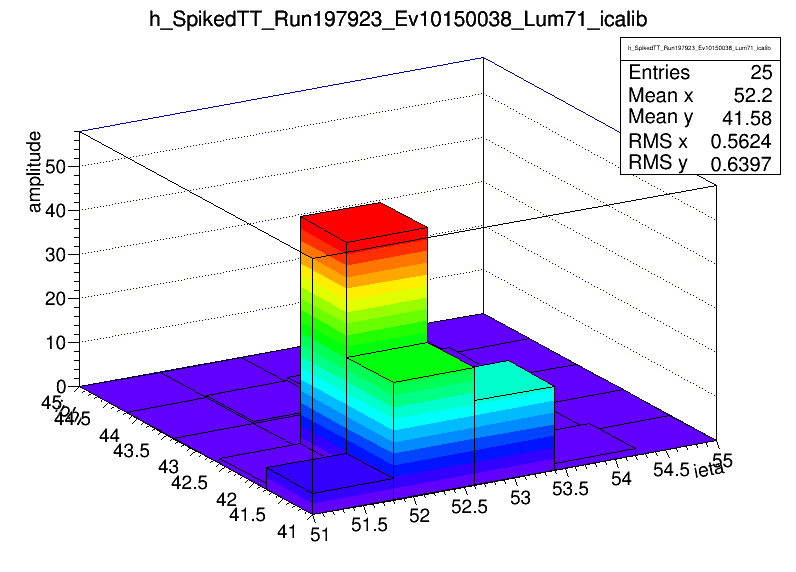 h_SpikedTT_Run197923_Ev10150038_Lum71_icalib
h_SpikedTT_Run197923_Ev10150038_Lum71_icalib
Entries 25
Mean x 52.2
Mean y 41.58
RMS x 0.5624
RMS y 0.6397
amplitude
50
40
30
20
10
0
45
44.5
44
43.5
43
42.5
42
41.5
41
51
51.5
52
52.5
53
53.5
54
54.5
55
ieta